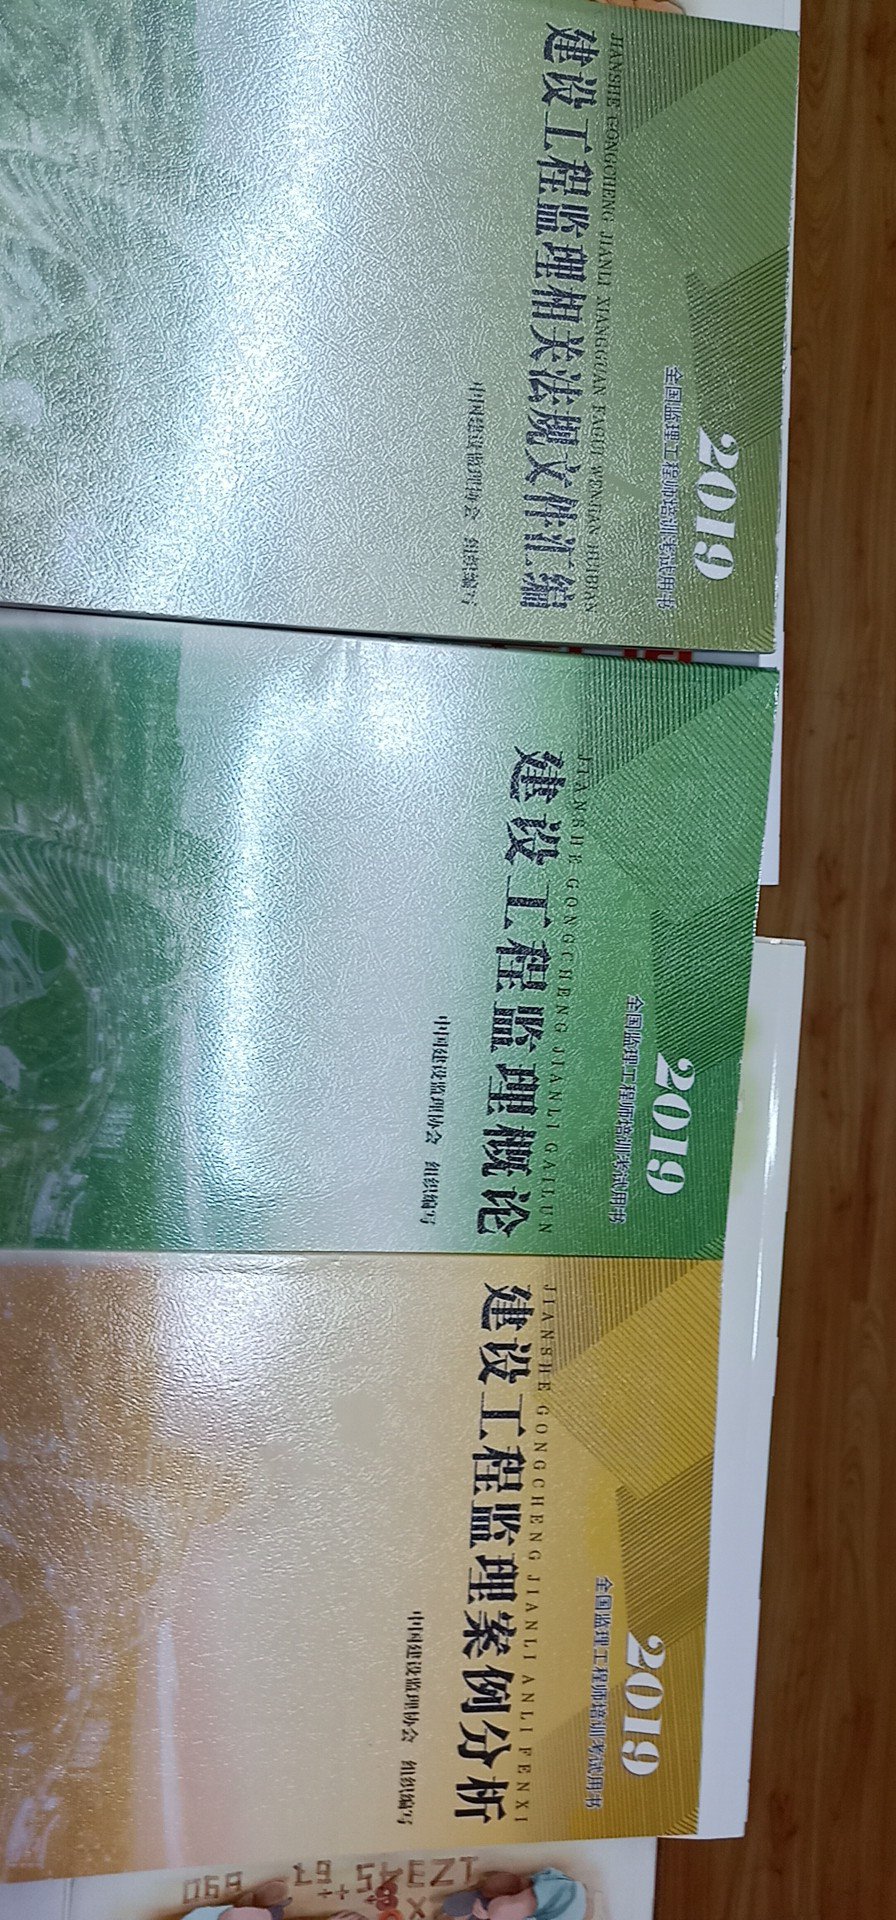 2019
全国监理工程师培训考试用书
JIANSHE GONGCHENG JIANLI XIANGGUAN FAGUI WENJIAN HUIBIAN
建设工程监理相关法规文件汇编
中国建设监理协会 组织编写
2019
全国监理工程师培训考试用书
JIANSHE GONGCHENG JIANLI GAILUN
建设工程监理概论
中国建设监理协会 组织编写
2019
全国监理工程师培训考试用书
JIANSHE GONGCHENG JIANLI ANLI FENXI
建设工程监理案例分析
中国建设监理协会 组织编写